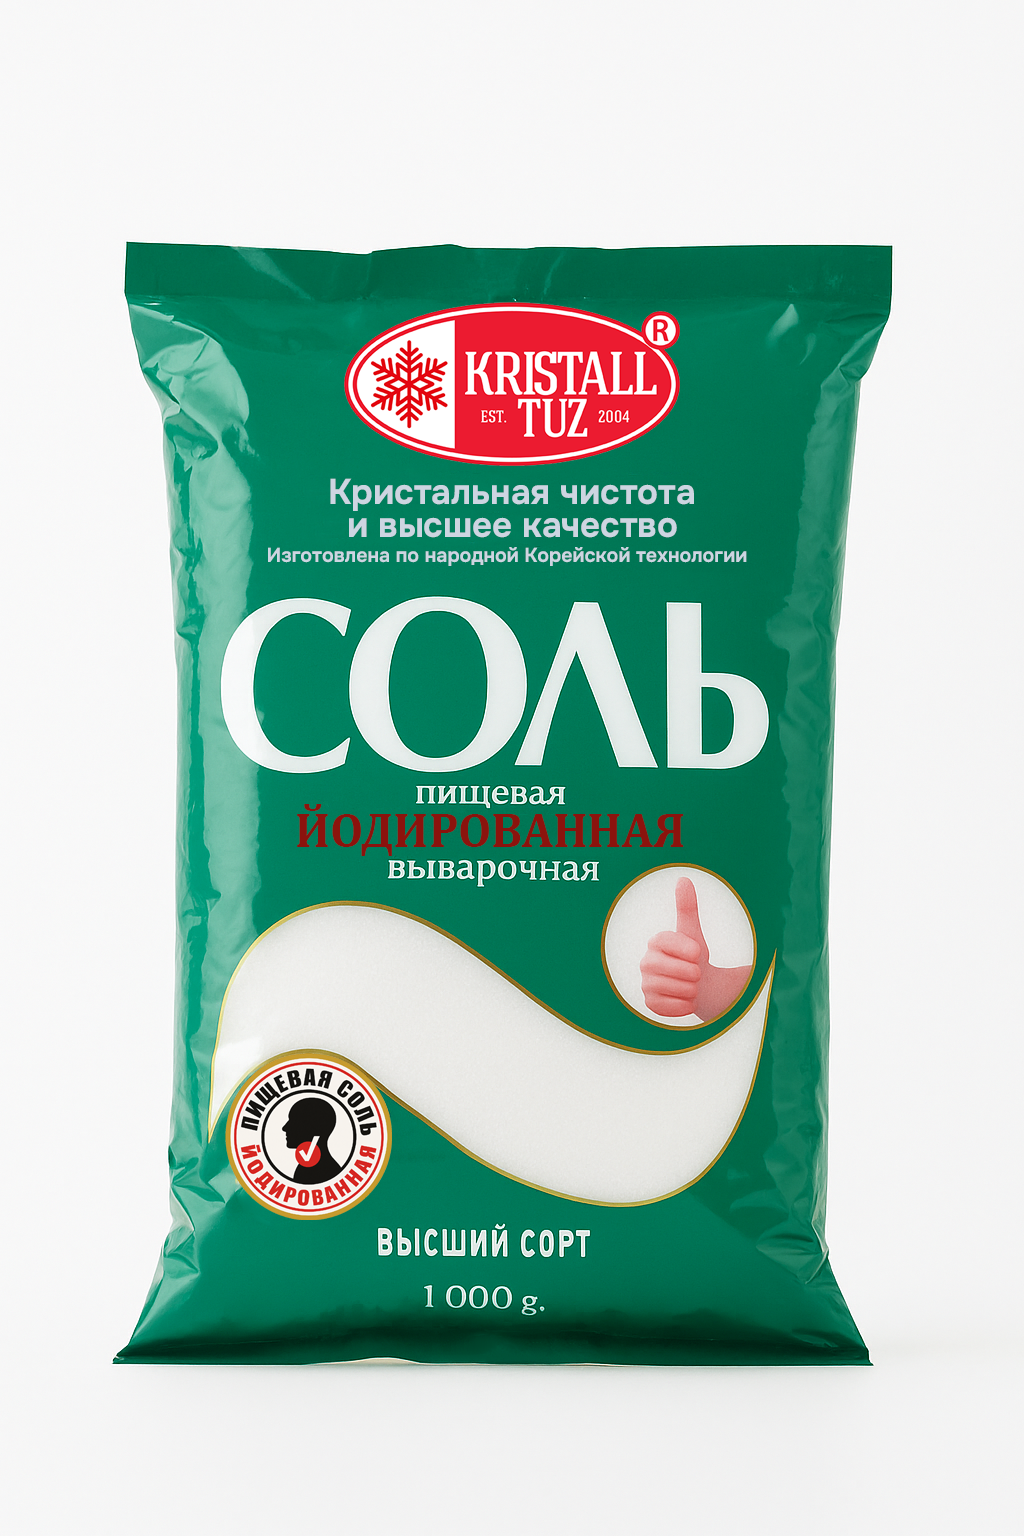 ®
KRISTALL
EST. TUZ 2004
Кристальная чистота
и высшее качество
Изготовлена по народной Корейской технологии
СОЛЬ
пищевая
ЙОДИРОВАННАЯ
выварочная
ПИЩЕВАЯ СОЛЬ
ЙОДИРОВАННАЯ
ВЫСШИЙ СОРТ
1 000 g.